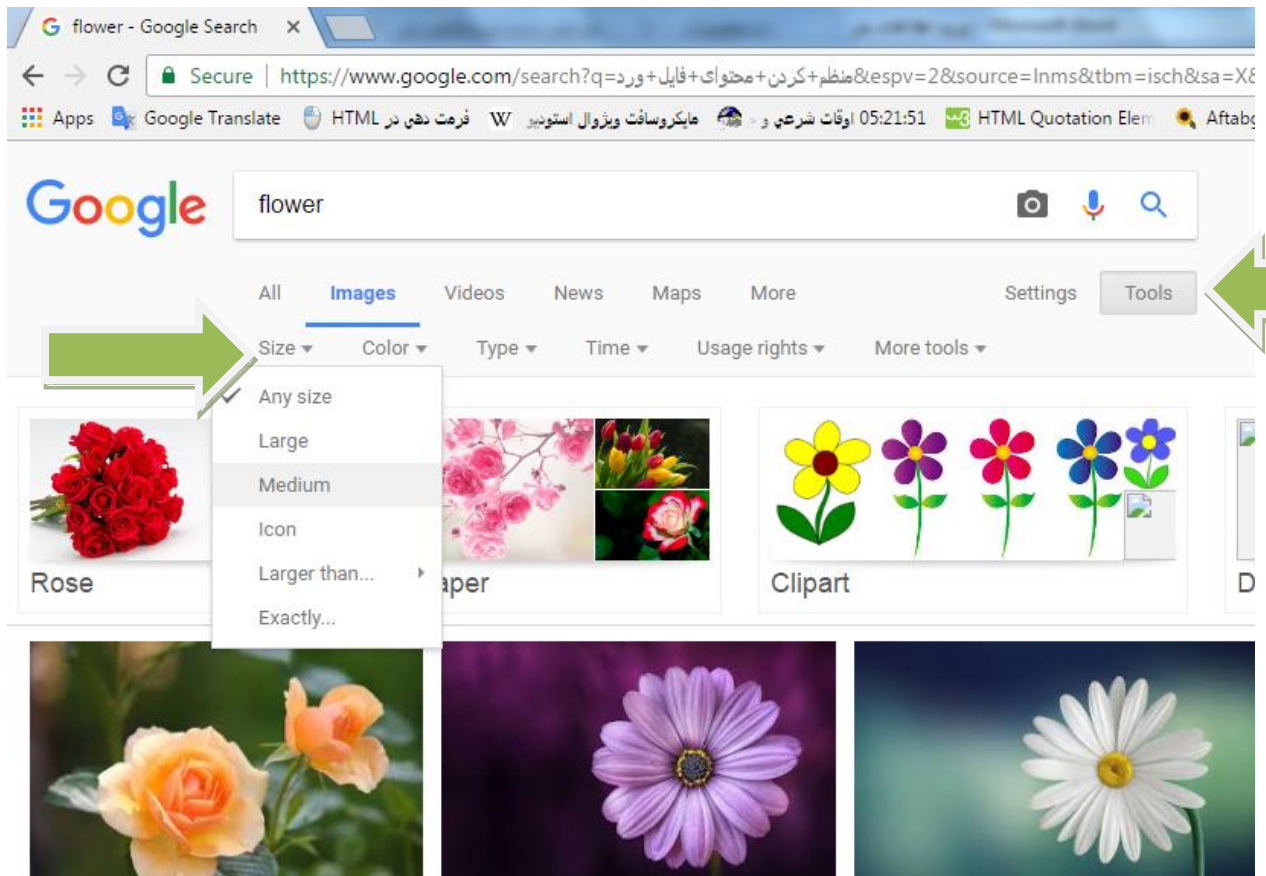 flower - Google Search
Secure | https://www.google.com/search?q=منظم+کردن+محتوای+فایل+ورد&espv=2&source=lnms&tbm=isch&sa=X&
Apps Google Translate فرمت دهی در HTML مایکروسافت ویژوال استودیو W اوقات شرعی و - 05:21:51 HTML Quotation Elem Aftab
Google flower
All Images Videos News Maps More Settings Tools
Size Color Type Time Usage rights More tools
Any size
Large
Medium
Icon
Larger than...
Exactly...
Rose aper Clipart D